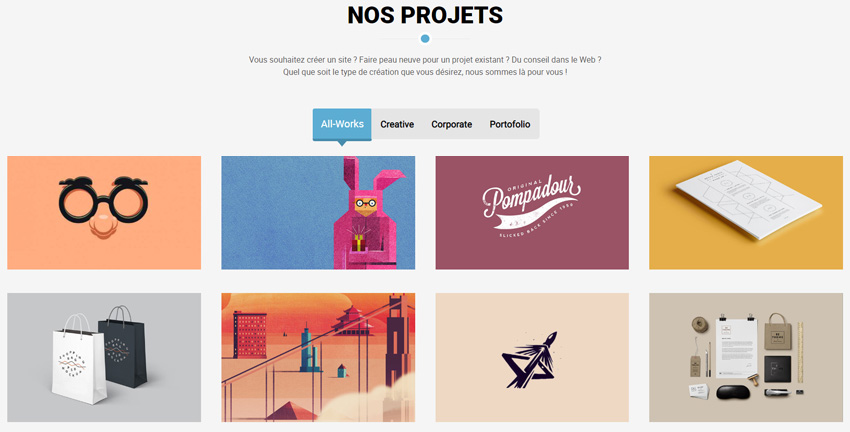 NOS PROJETS
Vous souhaitez créer un site ? Faire peau neuve pour un projet existant ? Du conseil dans le Web ?
Quel que soit le type de création que vous désirez, nous sommes là pour vous !
All-Works
Creative
Corporate
Portofolio
ORIGINAL
Pompadour
SLICKED BACK SINCE 1955